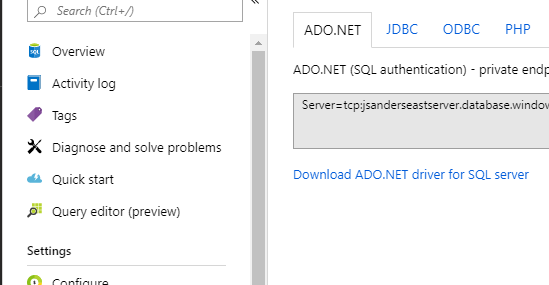 Search (Ctrl+/)
Overview
Activity log
Tags
Diagnose and solve problems
Quick start
Query editor (preview)
Settings
Configure
ADO.NET JDBC ODBC PHP
ADO.NET (SQL authentication) - private endp
Server=tcp:jsanderseastserver.database.window
Download ADO.NET driver for SQL server